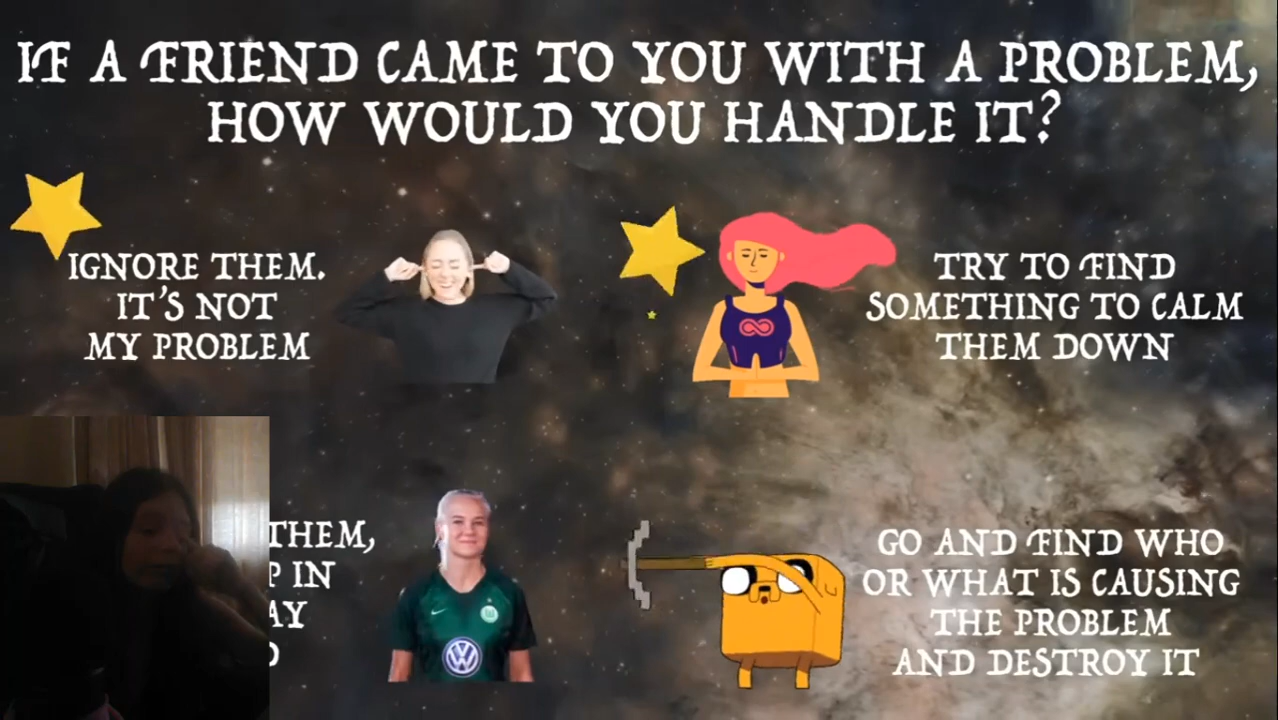 IF A FRIEND CAME TO YOU WITH A PROBLEM,
HOW WOULD YOU HANDLE IT?
IGNORE THEM.
IT'S NOT
MY PROBLEM
TRY TO FIND
SOMETHING TO CALM
THEM DOWN
THEM,
IN
GO AND FIND WHO
OR WHAT IS CAUSING
THE PROBLEM
AND DESTROY IT